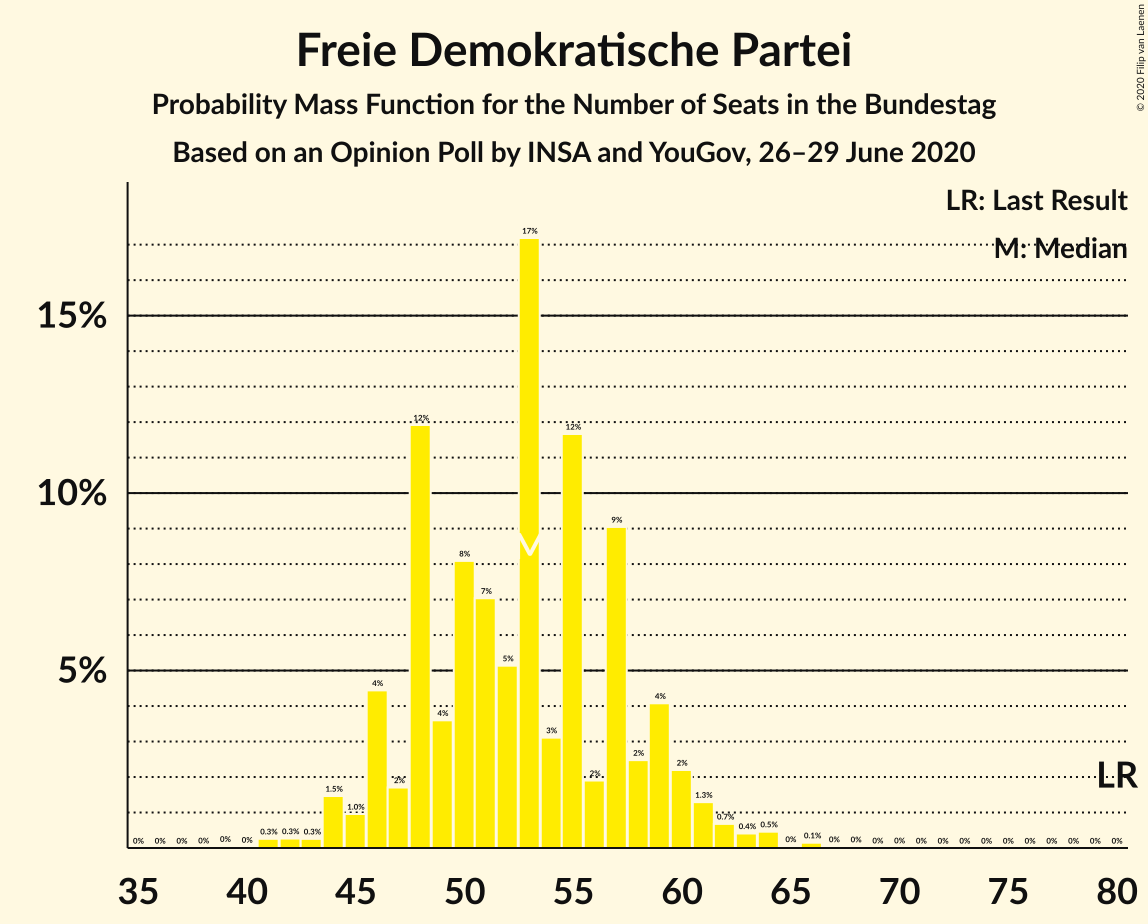 Freie Demokratische Partei
Probability Mass Function for the Number of Seats in the Bundestag
Based on an Opinion Poll by INSA and YouGov, 26–29 June 2020
© 2020 Filip van Laenen
LR: Last Result
M: Median
15%
10%
5%
0% 0% 0% 0% 0% 0% 0.3% 0.3% 0.3% 1.5% 1.0% 4% 2% 12% 4% 8% 7% 5% 17% 3% 12% 2% 9% 2% 4% 2% 1.3% 0.7% 0.4% 0.5% 0% 0.1% 0% 0% 0% 0% 0% 0% 0% 0% 0% 0% 0% 0% 0% 0%
LR
35 40 45 50 55 60 65 70 75 80